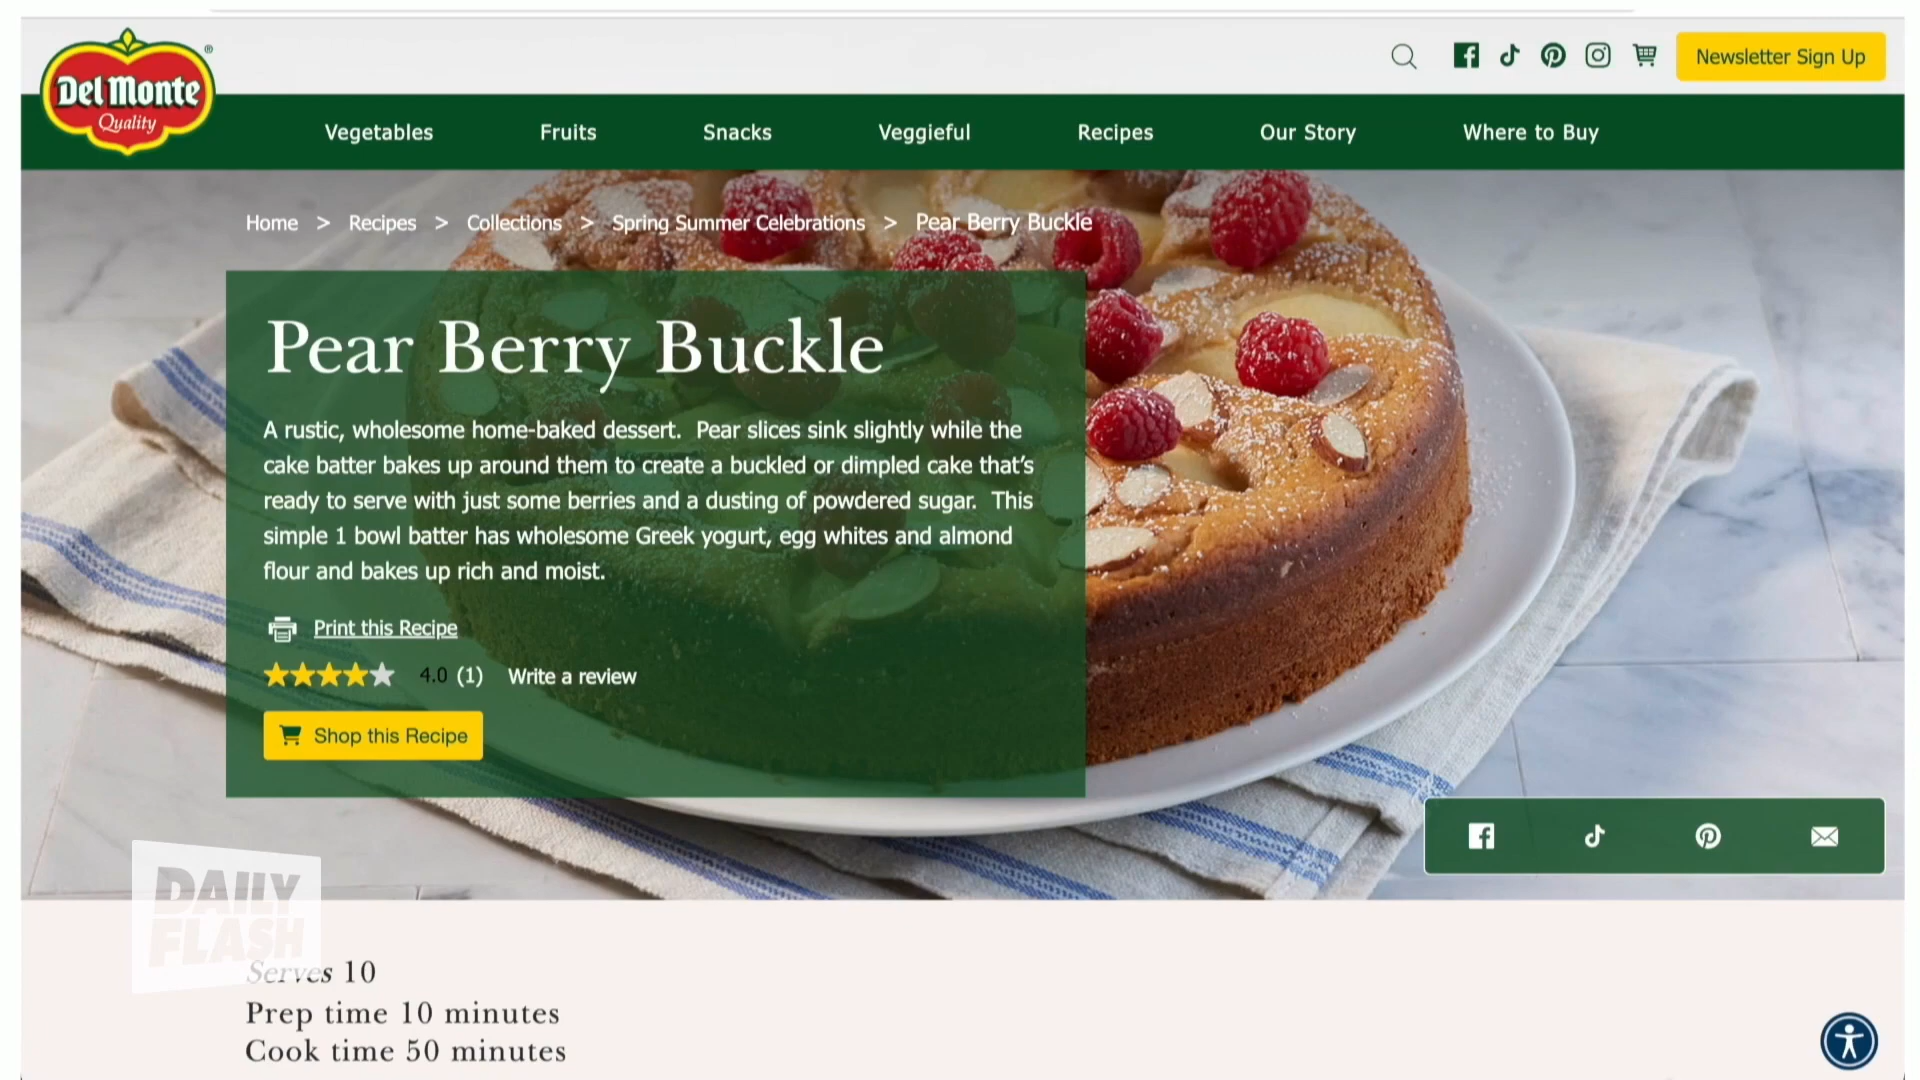 Del Monte
Quality
®
Newsletter Sign Up
Vegetables Fruits Snacks Veggieful Recipes Our Story Where to Buy
Home > Recipes > Collections > Spring Summer Celebrations > Pear Berry Buckle
Pear Berry Buckle
A rustic, wholesome home-baked dessert. Pear slices sink slightly while the
cake batter bakes up around them to create a buckled or dimpled cake that's
ready to serve with just some berries and a dusting of powdered sugar. This
simple 1 bowl batter has wholesome Greek yogurt, egg whites and almond
flour and bakes up rich and moist.
Print this Recipe
4.0 (1) Write a review
Shop this Recipe
DAILY
FLASH
Serves 10
Prep time 10 minutes
Cook time 50 minutes